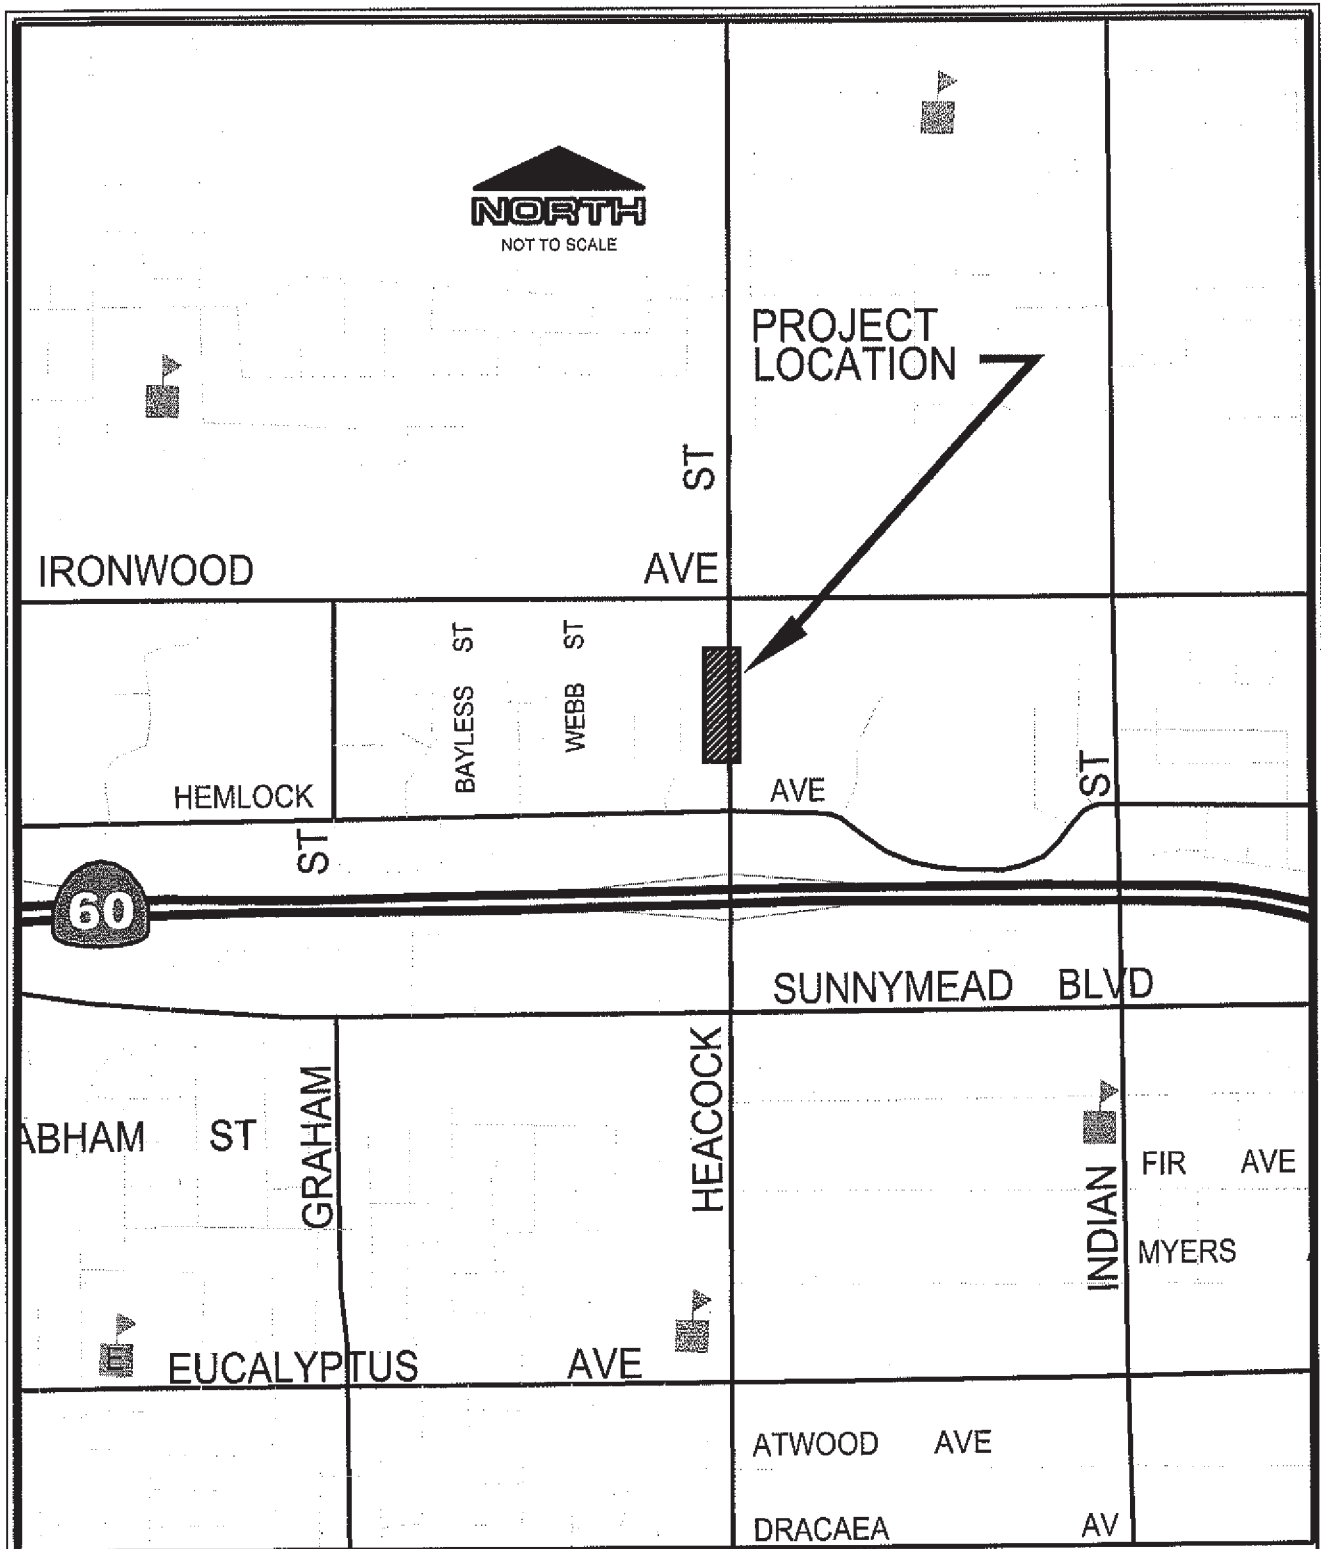 NORTH
NOT TO SCALE
PROJECT
LOCATION
ST
IRONWOOD AVE
BAYLESS ST
WEBB ST
HEMLOCK AVE
ST
ST
60
SUNNYMEAD BLVD
GRAHAM
HEACOCK
INDIAN
ABHAM ST
FIR AVE
MYERS
E
EUCALYPTUS AVE
ATWOOD AVE
DRACAEA AV